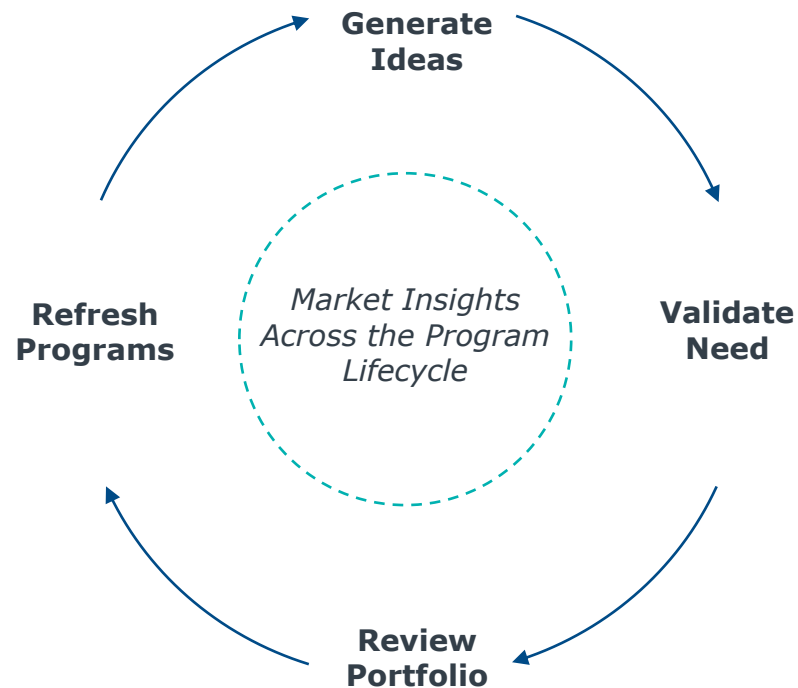 Generate
Ideas
Validate
Need
Review
Portfolio
Refresh
Programs
Market Insights
Across the Program
Lifecycle